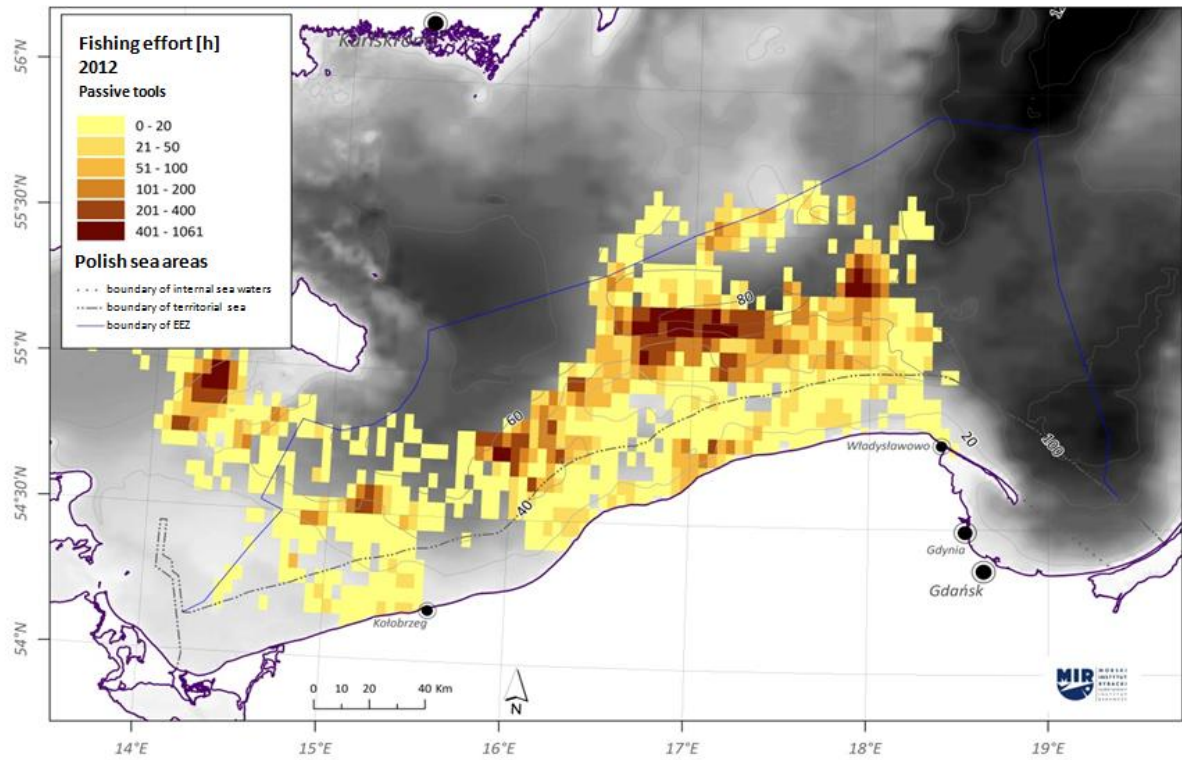 Fishing effort [h]
2012
Passive tools
0 - 20
21 - 50
51 - 100
101 - 200
201 - 400
401 - 1061
Polish sea areas
boundary of internal sea waters
boundary of territorial sea
boundary of EEZ
56°N
55°30'N
55°N
54°30'N
54°N
80
60
40
20
100
Władysławowo
Gdynia
Gdańsk
Kołobrzeg
0 10 20 40 Km
N
MIR
MORSKI
INSTYTUT
RYBACKI
14°E 15°E 16°E 17°E 18°E 19°E